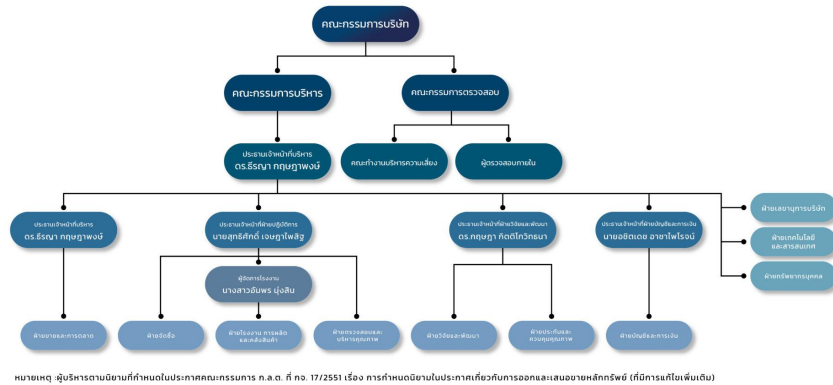 คณะกรรมการบริษัท
คณะกรรมการบริหาร
คณะกรรมการตรวจสอบ
ประธานเจ้าหน้าที่บริหาร
ดร.ธีรญา กฤษฎาพงษ์
คณะทำงานบริหารความเสี่ยง
ผู้ตรวจสอบภายใน
ฝ่ายเลขานุการบริษัท
ฝ่ายเทคโนโลยี
และสารสนเทศ
ฝ่ายทรัพยากรบุคคล
ประธานเจ้าหน้าที่บริหาร
ดร.ธีรญา กฤษฎาพงษ์
ประธานเจ้าหน้าที่ฝ่ายปฏิบัติการ
นายสุทธิศักดิ์ เชษฐาไพสิฐ
ประธานเจ้าหน้าที่ฝ่ายวิจัยและพัฒนา
ดร.กฤษฎา กิตติโกวิทธนา
ประธานเจ้าหน้าที่ฝ่ายบัญชีและการเงิน
นายอชิตเดช อาชาไพโรจน์
ผู้จัดการโรงงาน
นางสาวอัมพร มุ่งสิน
ฝ่ายขายและการตลาด
ฝ่ายจัดซื้อ
ฝ่ายโรงงาน การผลิต
และคลังสินค้า
ฝ่ายตรวจสอบและ
บริหารคุณภาพ
ฝ่ายวิจัยและพัฒนา
ฝ่ายประกันและ
ควบคุมคุณภาพ
ฝ่ายบัญชีและการเงิน
หมายเหตุ :ผู้บริหารตามนิยามที่กำหนดในประกาศคณะกรรมการ ก.ล.ต. ที่ กจ. 17/2551 เรื่อง การกำหนดนิยามในประกาศเกี่ยวกับการออกและเสนอขายหลักทรัพย์ (ที่มีการแก้ไขเพิ่มเติม)